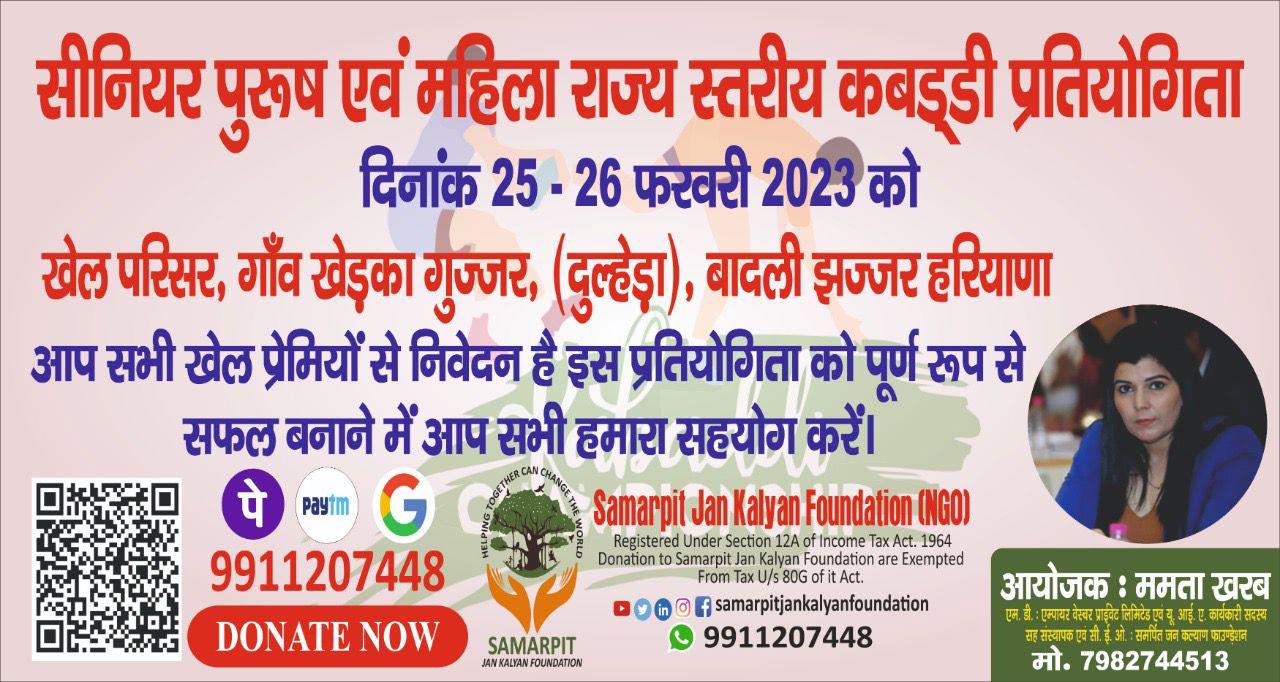 सीनियर पुरूष एवं महिला राज्य स्तरीय कबड्डी प्रतियोगिता
दिनांक 25 - 26 फरवरी 2023 को
खेल परिसर, गाँव खेड़का गुज्जर, (दुल्हेड़ा), बादली झज्जर हरियाणा
आप सभी खेल प्रेमियों से निवेदन है इस प्रतियोगिता को पूर्ण रूप से
सफल बनाने में आप सभी हमारा सहयोग करें।
Kabaddi
CHAMPIONSHIP
पे Paytm G
9911207448
DONATE NOW
HELPING TOGETHER CAN CHANGE THE WORLD
SAMARPIT
JAN KALYAN FOUNDATION
Samarpit Jan Kalyan Foundation (NGO)
Registered Under Section 12A of Income Tax Act. 1964
Donation to Samarpit Jan Kalyan Foundation are Exempted
From Tax U/s 80G of it Act.
samarpitjankalyanfoundation
9911207448
आयोजक : ममता खरब
एम. डी. : एम्पायर वेस्बर प्राइवेट लिमिटेड एवं यू. आई. ए. कार्यकारी सदस्य
सह संस्थापक एवं सी. ई. ओ. : समर्पित जन कल्याण फाउण्डेशन
मो. 7982744513